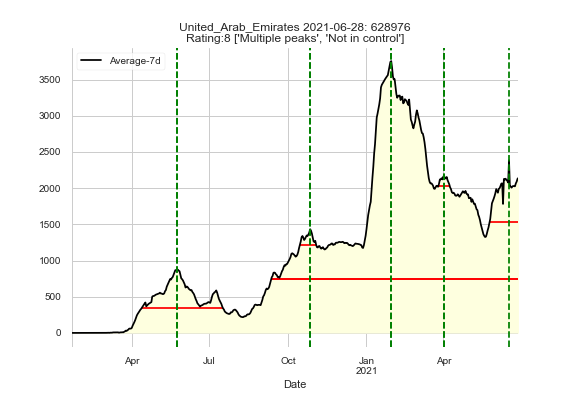 United_Arab_Emirates 2021-06-28: 628976
Rating:8 ['Multiple peaks', 'Not in control']
Average-7d
3500
3000
2500
2000
1500
1000
500
0
Apr
Jul
Oct
Jan
2021
Apr
Date